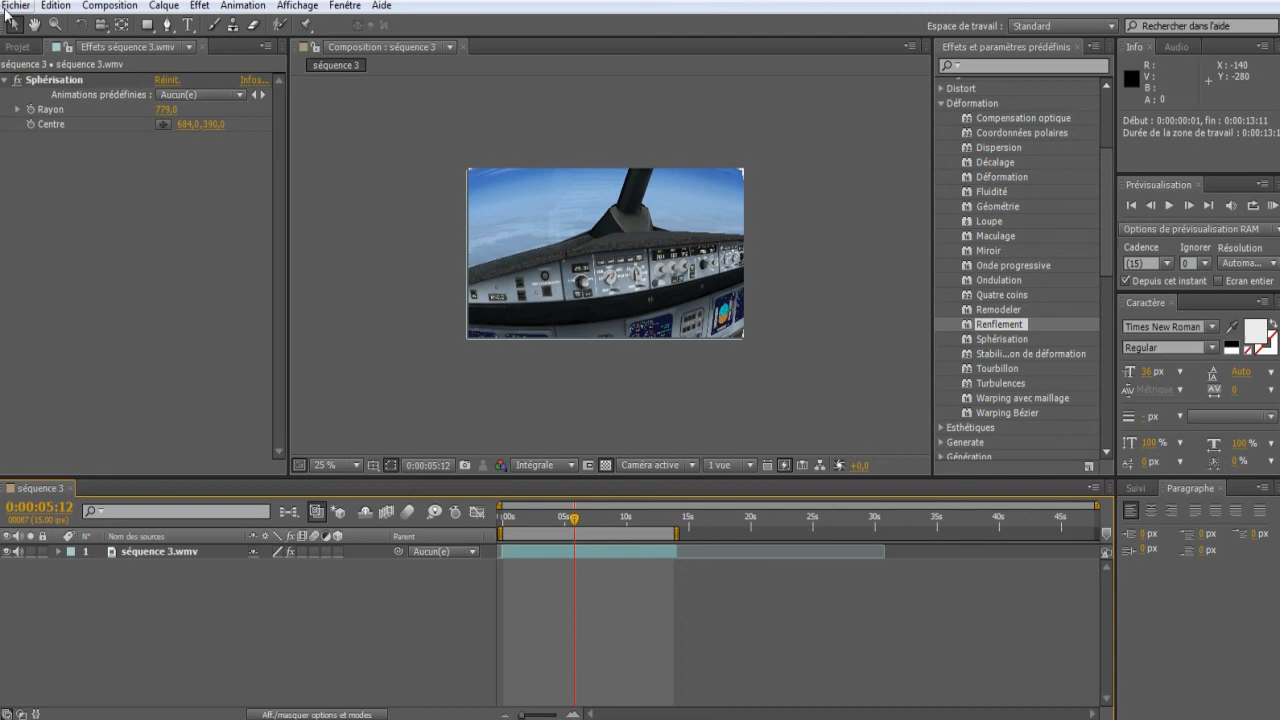 Fichier Edition Composition Calque Effet Animation Affichage Fenêtre Aide
Espace de travail : Standard Rechercher dans l'aide
Projet Effets séquence 3.wmv
séquence 3 • séquence 3.wmv
fx Sphérisation Réinit. Infos...
Animations prédéfinies : Aucun(e)
Rayon 779,0
Centre 684,0,390,0
Composition : séquence 3
séquence 3
25 % 0:00:05:12 Intégrale Caméra active 1 vue +0,0
Effets et paramètres prédéfinis
Distort
Déformation
Compensation optique
Coordonnées polaires
Dispersion
Décalage
Déformation
Fluidité
Géométrie
Loupe
Maculage
Miroir
Onde progressive
Ondulation
Quatre coins
Remodeler
Renflement
Sphérisation
Stabili...on de déformation
Tourbillon
Turbulences
Warping avec maillage
Warping Bézier
Esthétiques
Generate
Génération
Info Audio
R :
V :
B :
A : 0
X : -140
Y : -280
Début : 0:00:00:01, fin : 0:00:13:11
Durée de la zone de travail : 0:00:13:11
Prévisualisation
Options de prévisualisation RAM
Cadence Ignorer Résolution
(15) 0 Automa...
Depuis cet instant Ecran entier
Caractère
Times New Roman
Regular
36 px Auto
Métrique 0
- px
100 % 100 %
0 px 0 %
Suivi Paragraphe
0 px 0 px 0 px
0 px 0 px
séquence 3
0:00:05:12
00087 (15.00 ips)
N° Nom des sources fx Parent
1 séquence 3.wmv fx Aucun(e)
:00s 05s 10s 15s 20s 25s 30s 35s 40s 45s
Aff./masquer options et modes